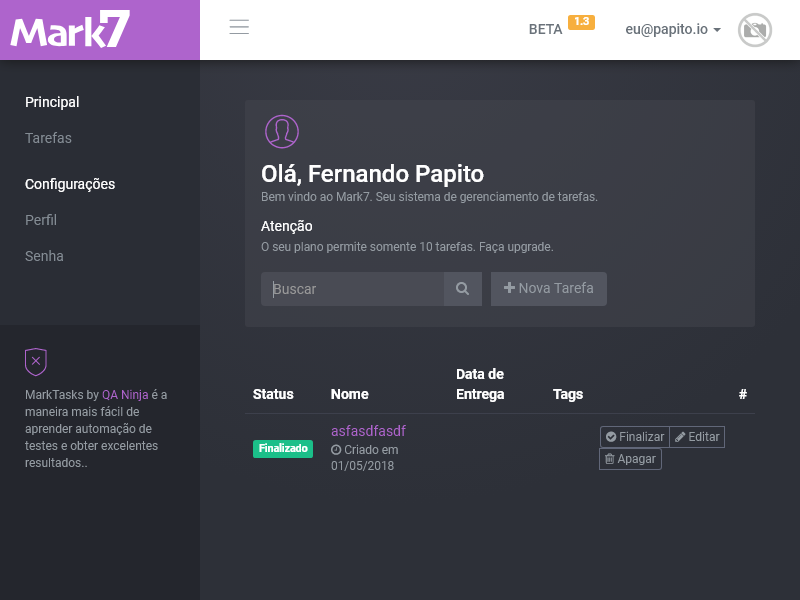 Mark7
BETA 1.3
eu@papito.io
Principal
Tarefas
Configurações
Perfil
Senha
MarkTasks by QA Ninja é a
maneira mais fácil de
aprender automação de
testes e obter excelentes
resultados..
Olá, Fernando Papito
Bem vindo ao Mark7. Seu sistema de gerenciamento de tarefas.
Atenção
O seu plano permite somente 10 tarefas. Faça upgrade.
Buscar
Nova Tarefa
Status
Nome
Data de
Entrega
Tags
#
Finalizado
asfasdfasdf
Criado em
01/05/2018
Finalizar
Editar
Apagar